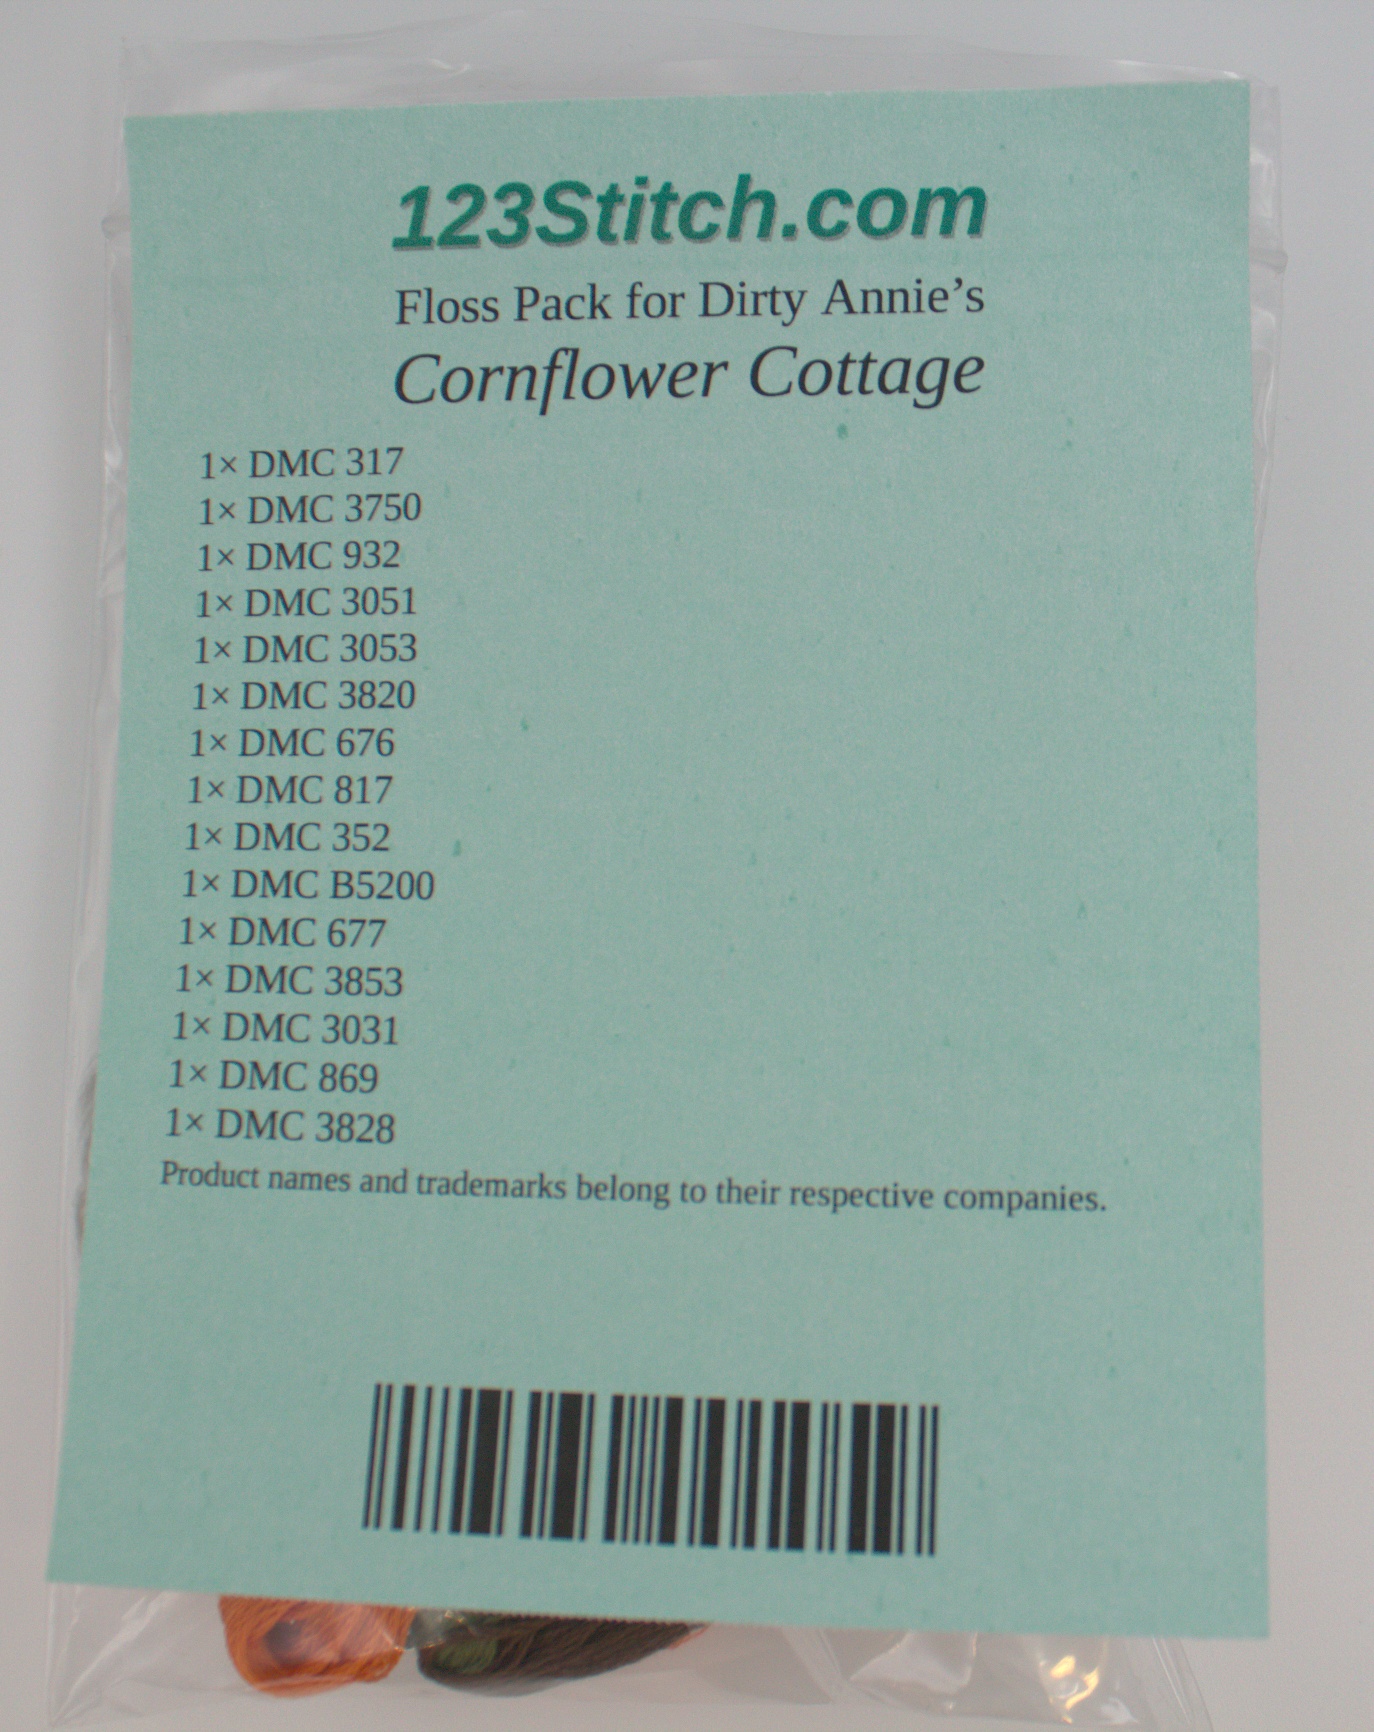 123Stitch.com
Floss Pack for Dirty Annie’s
Cornflower Cottage
1× DMC 317
1× DMC 3750
1× DMC 932
1× DMC 3051
1× DMC 3053
1× DMC 3820
1× DMC 676
1× DMC 817
1× DMC 352
1× DMC B5200
1× DMC 677
1× DMC 3853
1× DMC 3031
1× DMC 869
1× DMC 3828
Product names and trademarks belong to their respective companies.